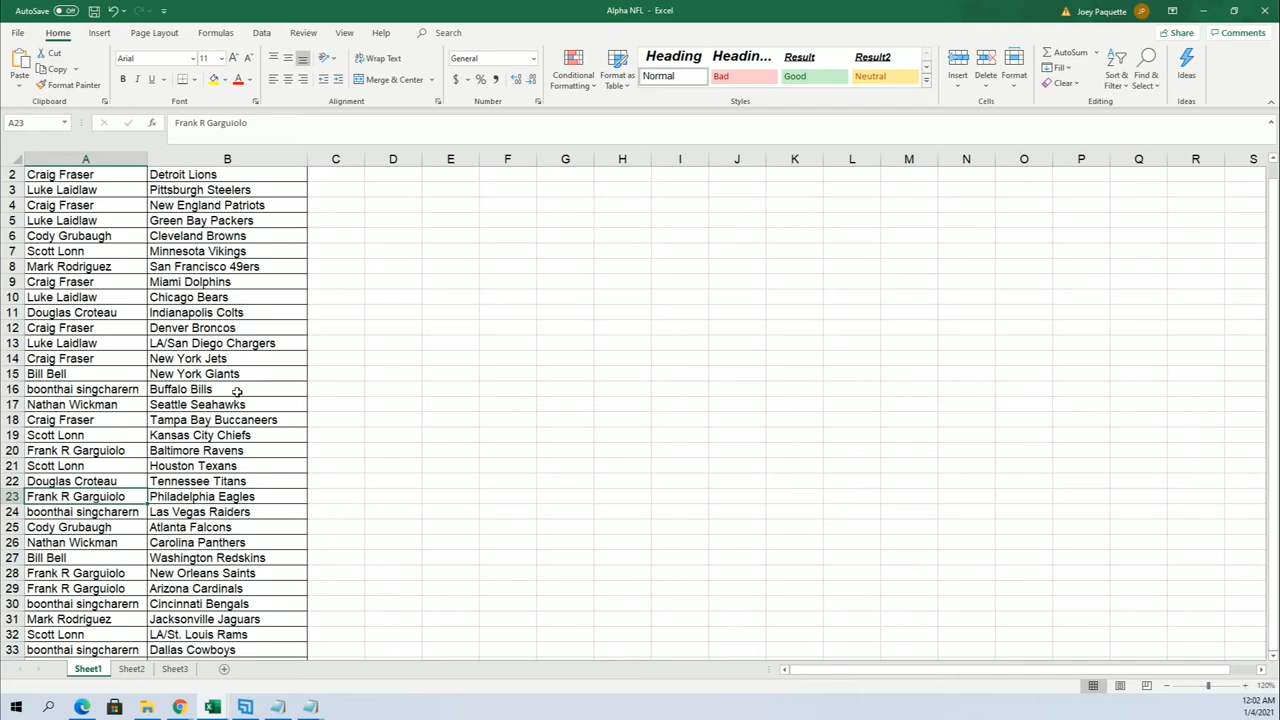 AutoSave Off Alpha NFL - Excel Joey Paquette JP
File Home Insert Page Layout Formulas Data Review View Help Search Share Comments
Paste Cut Copy Format Painter Clipboard
Arial 11 B I U Font
Wrap Text Merge & Center Alignment
General $ % Number
Conditional Formatting Format as Table
Heading Headin... Result Result2
Normal Bad Good Neutral Styles
Insert Delete Format Cells
AutoSum Fill Clear Sort & Filter Find & Select Editing
Ideas Ideas
A23 fx Frank R Garguiolo
A B C D E F G H I J K L M N O P Q R S
2 Craig Fraser Detroit Lions
3 Luke Laidlaw Pittsburgh Steelers
4 Craig Fraser New England Patriots
5 Luke Laidlaw Green Bay Packers
6 Cody Grubaugh Cleveland Browns
7 Scott Lonn Minnesota Vikings
8 Mark Rodriguez San Francisco 49ers
9 Craig Fraser Miami Dolphins
10 Luke Laidlaw Chicago Bears
11 Douglas Croteau Indianapolis Colts
12 Craig Fraser Denver Broncos
13 Luke Laidlaw LA/San Diego Chargers
14 Craig Fraser New York Jets
15 Bill Bell New York Giants
16 boonthai singcharern Buffalo Bills
17 Nathan Wickman Seattle Seahawks
18 Craig Fraser Tampa Bay Buccaneers
19 Scott Lonn Kansas City Chiefs
20 Frank R Garguiolo Baltimore Ravens
21 Scott Lonn Houston Texans
22 Douglas Croteau Tennessee Titans
23 Frank R Garguiolo Philadelphia Eagles
24 boonthai singcharern Las Vegas Raiders
25 Cody Grubaugh Atlanta Falcons
26 Nathan Wickman Carolina Panthers
27 Bill Bell Washington Redskins
28 Frank R Garguiolo New Orleans Saints
29 Frank R Garguiolo Arizona Cardinals
30 boonthai singcharern Cincinnati Bengals
31 Mark Rodriguez Jacksonville Jaguars
32 Scott Lonn LA/St. Louis Rams
33 boonthai singcharern Dallas Cowboys
Sheet1 Sheet2 Sheet3
120%
12:02 AM
1/4/2021